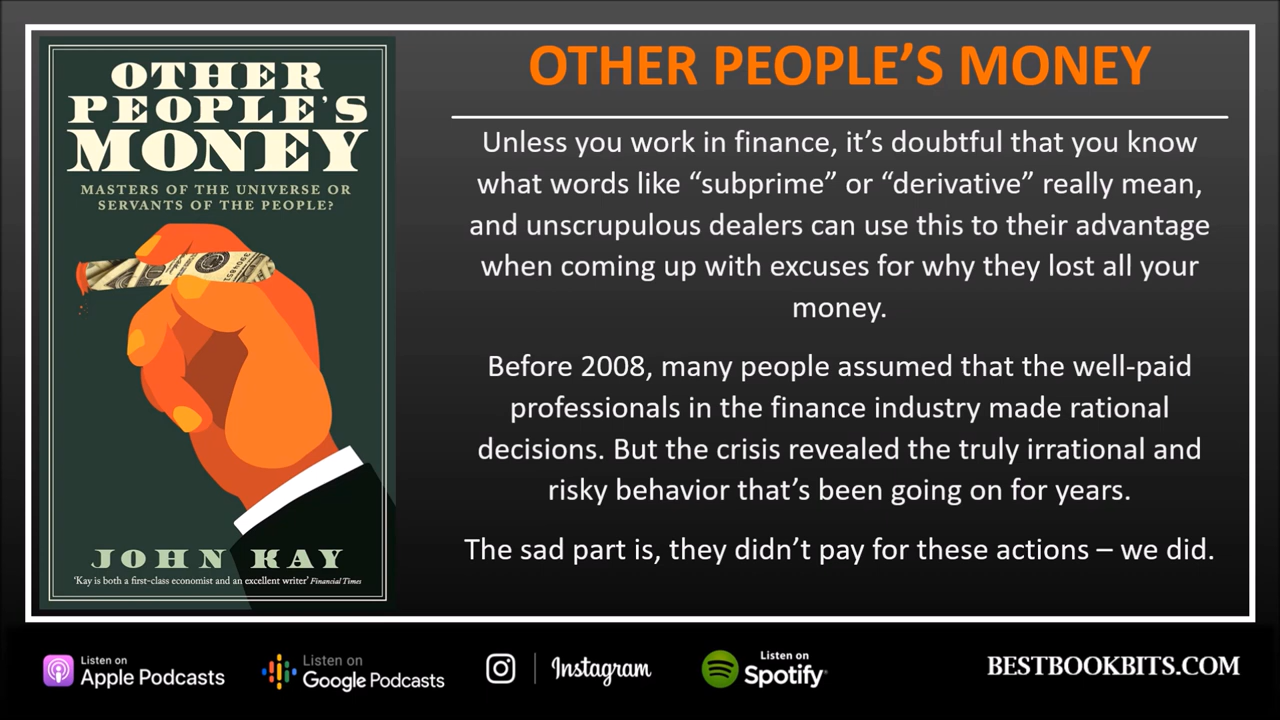 OTHER
PEOPLE'S
MONEY
MASTERS OF THE UNIVERSE OR
SERVANTS OF THE PEOPLE?
JOHN KAY
'Kay is both a first-class economist and an excellent writer' Financial Times
OTHER PEOPLE’S MONEY
Unless you work in finance, it’s doubtful that you know
what words like “subprime” or “derivative” really mean,
and unscrupulous dealers can use this to their advantage
when coming up with excuses for why they lost all your
money.
Before 2008, many people assumed that the well-paid
professionals in the finance industry made rational
decisions. But the crisis revealed the truly irrational and
risky behavior that’s been going on for years.
The sad part is, they didn’t pay for these actions – we did.
Listen on
Apple Podcasts
Listen on
Google Podcasts
Instagram
Listen on
Spotify
BESTBOOKBITS.COM